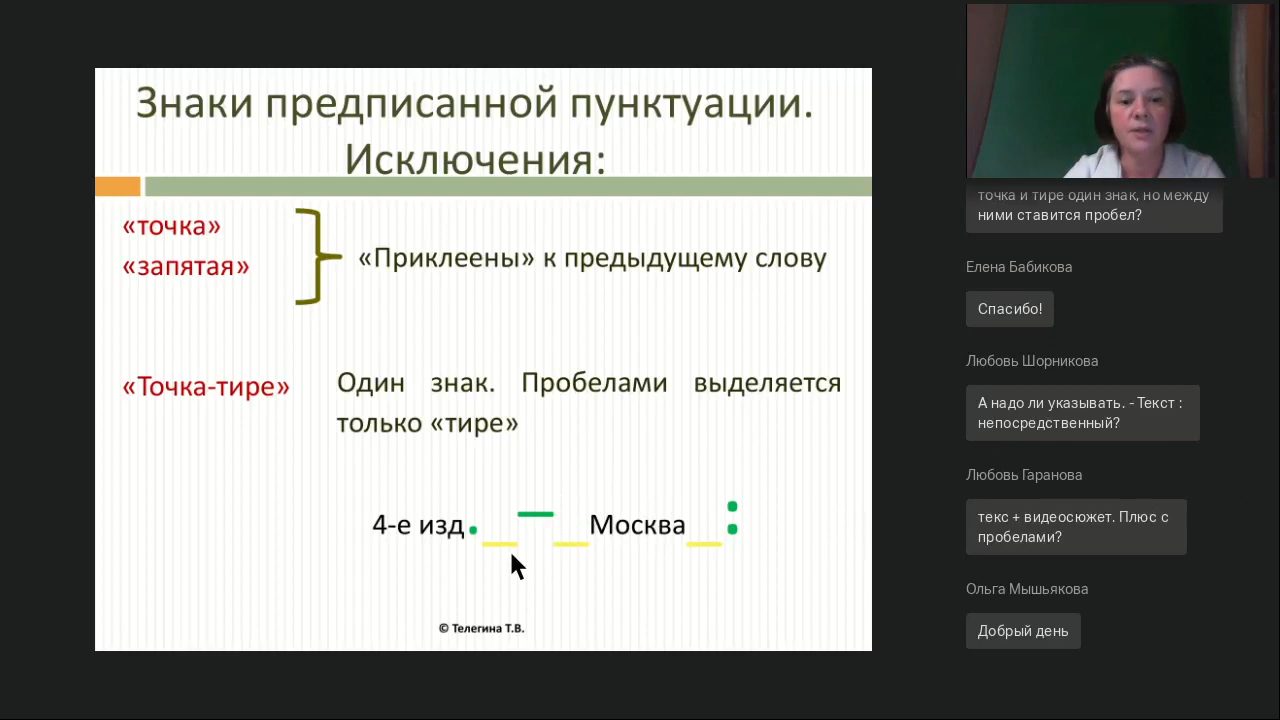 Знаки предписанной пунктуации.
Исключения:
«точка»
«запятая»
«Приклеены» к предыдущему слову
«Точка-тире»
Один знак. Пробелами выделяется
только «тире»
4-е изд. _ – _ Москва _ :
© Телегина Т.В.
точка и тире один знак, но между
ними ставится пробел?
Елена Бабикова
Спасибо!
Любовь Шорникова
А надо ли указывать. - Текст :
непосредственный?
Любовь Гаранова
текс + видеосюжет. Плюс с
пробелами?
Ольга Мышьякова
Добрый день